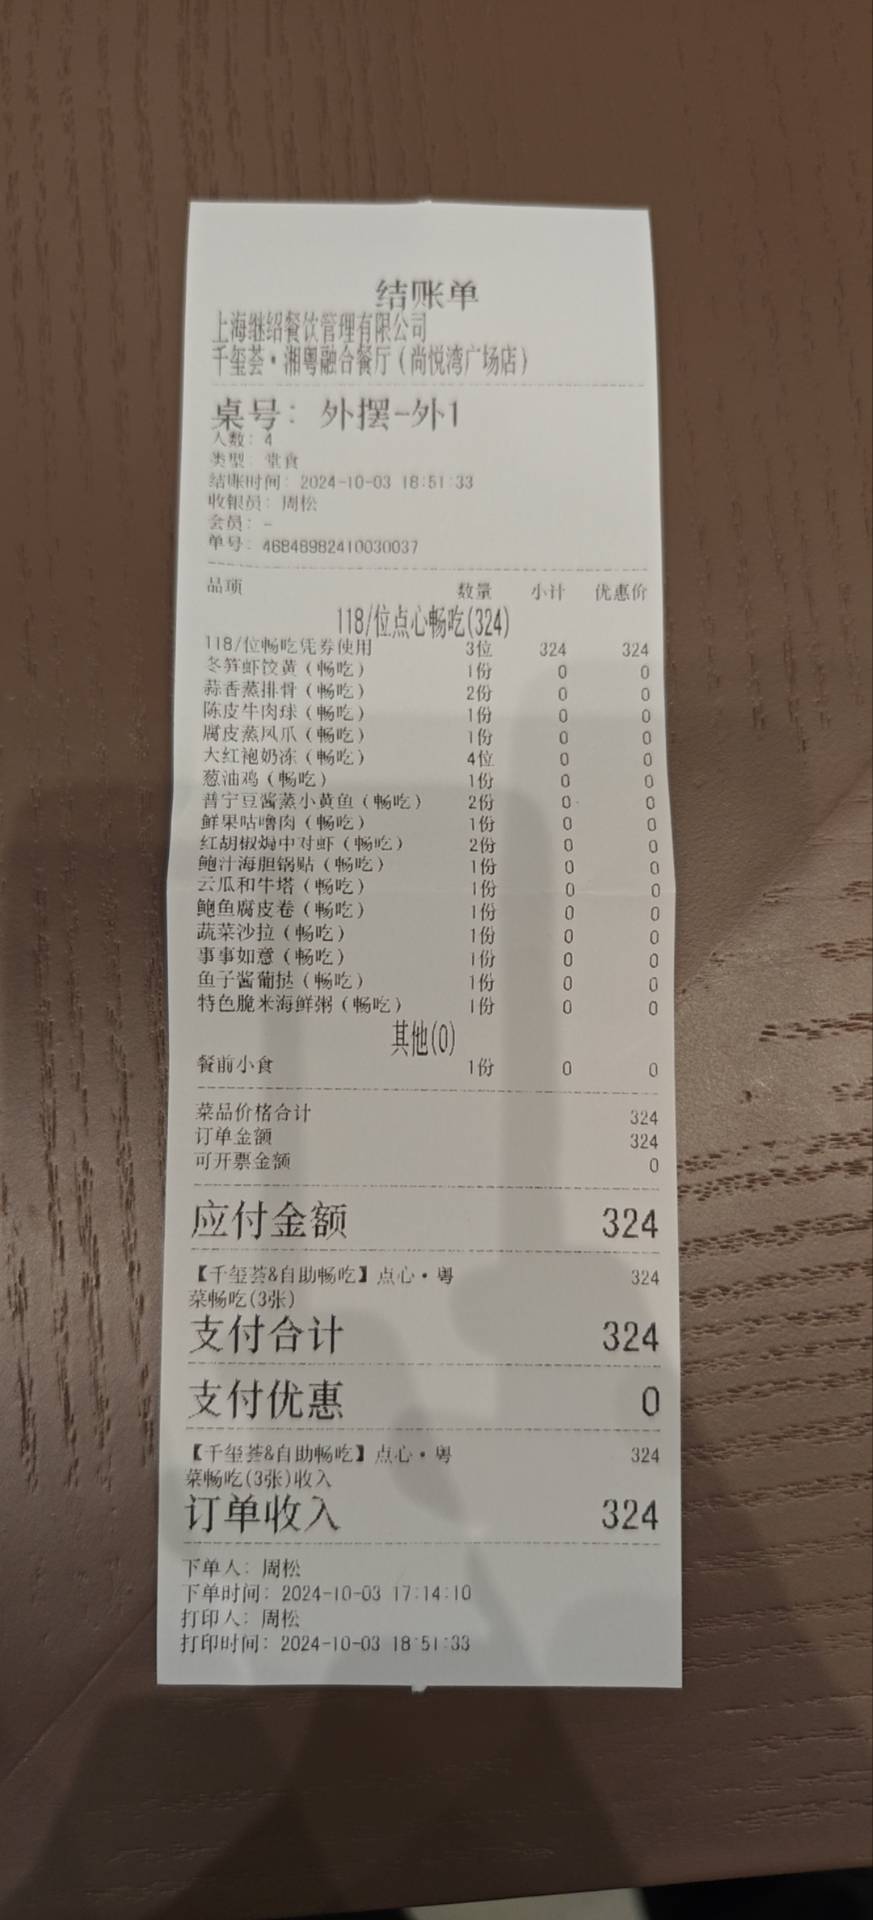 结账单
上海继绍餐饮管理有限公司
千玺荟·湘粤融合餐厅(尚悦湾广场店)
桌号: 外摆-外1
人数: 4
类型: 堂食
结账时间: 2024-10-03 18:51:33
收银员: 周松
会员: -
单号: 46848982410030037
品项 数量 小计 优惠价
118/位点心畅吃(324)
118/位畅吃凭券使用 3位 324 324
冬笋虾饺黄(畅吃) 1份 0 0
蒜香蒸排骨(畅吃) 2份 0 0
陈皮牛肉球(畅吃) 1份 0 0
腐皮蒸凤爪(畅吃) 1份 0 0
大红袍奶冻(畅吃) 4位 0 0
葱油鸡(畅吃) 1份 0 0
普宁豆酱蒸小黄鱼(畅吃) 2份 0 0
鲜果咕噜肉(畅吃) 1份 0 0
红胡椒焗中对虾(畅吃) 2份 0 0
鲍汁海胆锅贴(畅吃) 1份 0 0
云瓜和牛塔(畅吃) 1份 0 0
鲍鱼腐皮卷(畅吃) 1份 0 0
蔬菜沙拉(畅吃) 1份 0 0
事事如意(畅吃) 1份 0 0
鱼子酱葡挞(畅吃) 1份 0 0
特色脆米海鲜粥(畅吃) 1份 0 0
其他(0)
餐前小食 1份 0 0
菜品价格合计 324
订单金额 324
可开票金额 0
应付金额 324
【千玺荟&自助畅吃】点心·粤 324
菜畅吃(3张)
支付合计 324
支付优惠 0
【千玺荟&自助畅吃】点心·粤 324
菜畅吃(3张)收入
订单收入 324
下单人: 周松
下单时间: 2024-10-03 17:14:10
打印人: 周松
打印时间: 2024-10-03 18:51:33